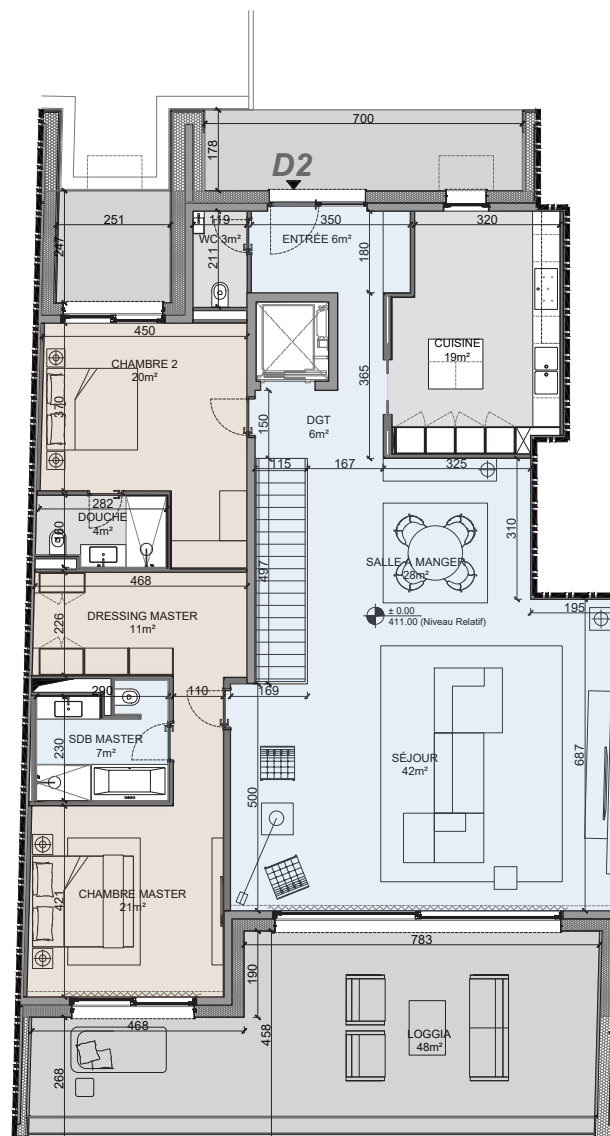 700
178
D2
251
247
119
350
320
WC 3m²
ENTRÉE 6m²
211
180
450
CHAMBRE 2
20m²
CUISINE
19m²
365
370
150
DGT
6m²
115
167
325
282
DOUCHE
4m²
160
310
497
SALLE A MANGER
28m²
468
195
DRESSING MASTER
11m²
226
± 0.00
411.00 (Niveau Relatif)
290
110
169
SDB MASTER
7m²
230
SÉJOUR
42m²
687
500
CHAMBRE MASTER
21m²
421
783
190
468
458
LOGGIA
48m²
268